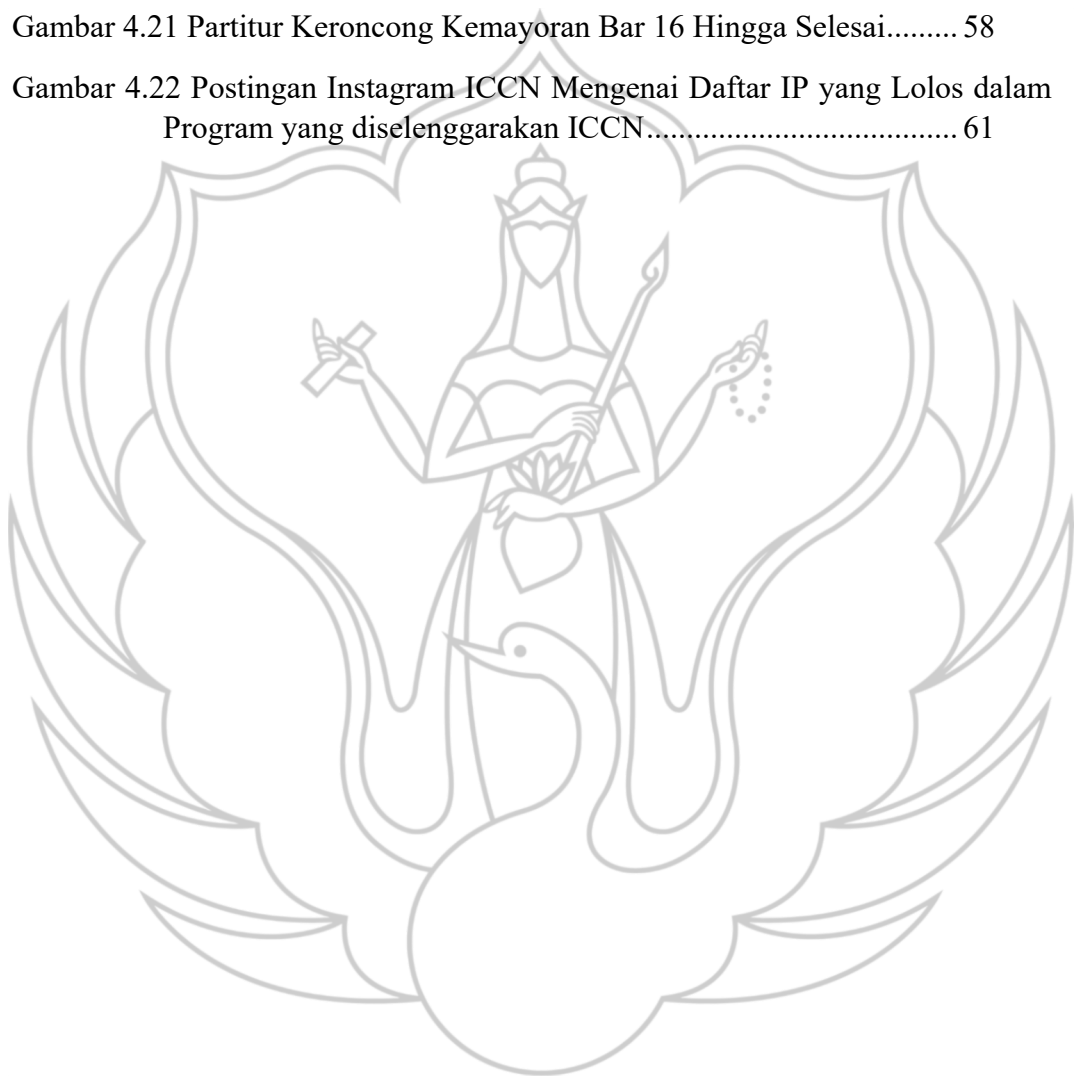 Gambar 4.21 Partitur Keroncong Kemayoran Bar 16 Hingga Selesai......... 58
Gambar 4.22 Postingan Instagram ICCN Mengenai Daftar IP yang Lolos dalam
Program yang diselenggarakan ICCN....................................... 61